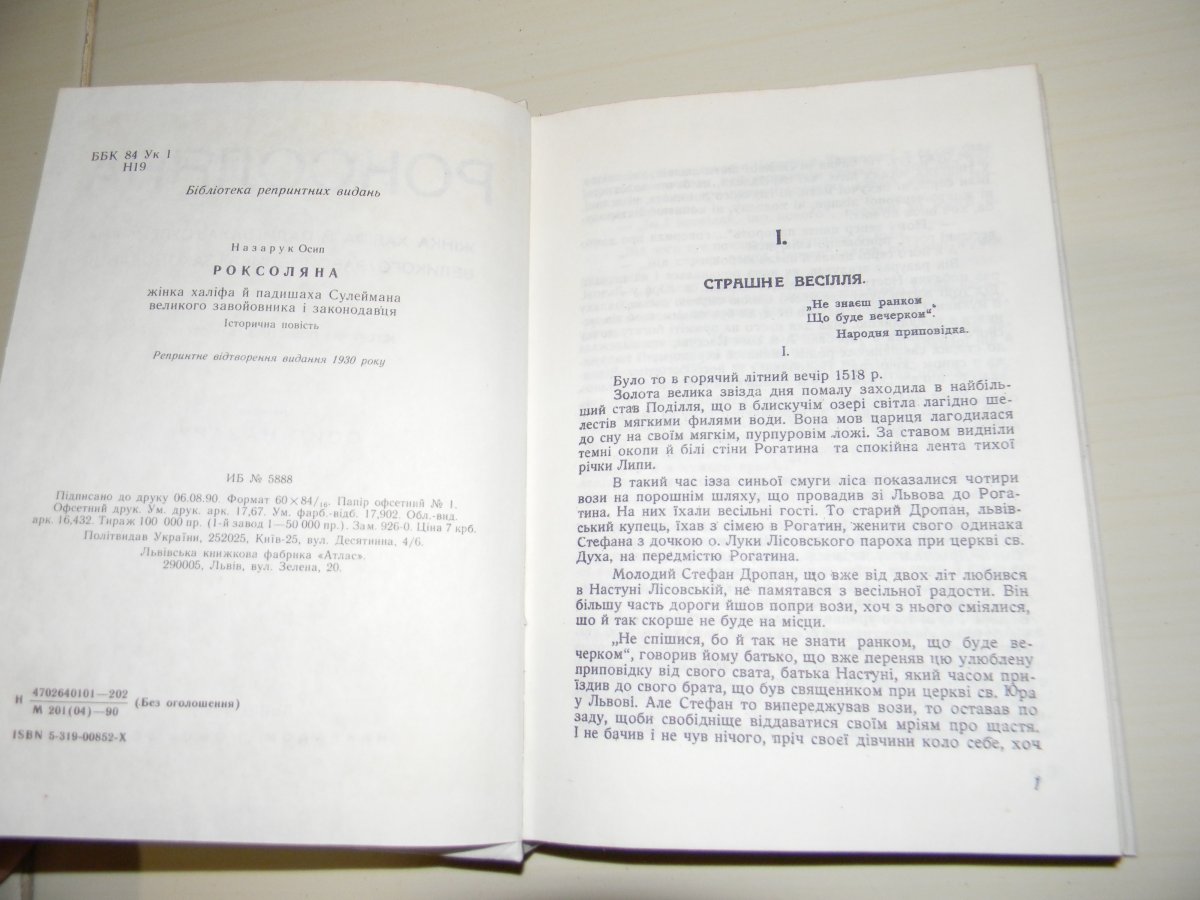 ББК 84 Ук 1
Н19
Бібліотека репринтних видань
Назарук Осип
РОКСОЛЯНА
жінка халіфа й падишаха Сулеймана
великого завойовника і законодавця
Історична повість
Репринтне відтворення видання 1930 року
ИБ № 5888
Підписано до друку 06.08.90. Формат 60×84/16. Папір офсетний № 1.
Офсетний друк. Ум. друк. арк. 17,67. Ум. фарб.-відб. 17,902. Обл.-вид.
арк. 16,432. Тираж 100 000 пр. (1-й завод 1—50 000 пр.). Зам. 926-0. Ціна 7 крб.
Політвидав України, 252025, Київ-25, вул. Десятинна, 4/6.
Львівська книжкова фабрика «Атлас».
290005, Львів, вул. Зелена, 20.
Н 4702640101—202
М 201(04)—90 (Без оголошення)
ISBN 5-319-00852-X
I.
СТРАШНЕ ВЕСІЛЛЯ.
„Не знаєш ранком
Що буде вечерком“.
Народня приповідка.
I.
Було то в горячий літний вечір 1518 р.
Золота велика звізда дня помалу заходила в найбіль-
ший став Поділля, що в блискучім озері світла лагідно ше-
лестів мягкими филями води. Вона мов цариця лагодилася
до сну на своїм мягкім, пурпуровім ложі. За ставом видніли
темні окопи й білі стіни Рогатина та спокійна лента тихої
річки Липи.
В такий час ізза синьої смуги ліса показалися чотири
вози на порошнім шляху, що провадив зі Львова до Рога-
тина. На них їхали весільні гості. То старий Дропан, львів-
ський купець, їхав з сімєю в Рогатин, женити свого одинака
Стефана з дочкою о. Луки Лісовського пароха при церкві св.
Духа, на передмістю Рогатина.
Молодий Стефан Дропан, що вже від двох літ любився
в Настуні Лісовській, не памятався з весільної радости. Він
більшу часть дороги йшов попри вози, хоч з нього сміялися,
що й так скорше не буде на місци.
„Не спішися, бо й так не знати ранком, що буде ве-
черком“, говорив йому батько, що вже переняв цю улюблену
приповідку від свого свата, батька Настуні, який часом при-
їздив до свого брата, що був священиком при церкві св. Юра
у Львові. Але Стефан то випереджував вози, то оставав по
заду, щоби свобідніще віддаватися своїм мріям про щастя.
І не бачив і не чув нічого, пріч своєї дівчини коло себе, хоч